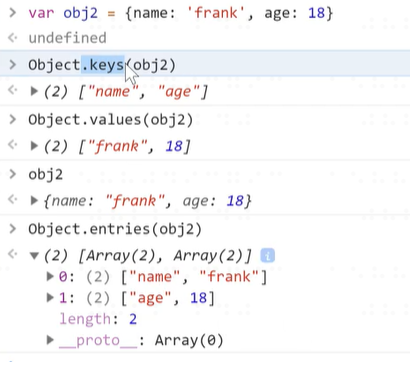 > var obj2 = {name: 'frank', age: 18}
undefined
> Object.keys(obj2)
▶ (2) ["name", "age"]
> Object.values(obj2)
▶ (2) ["frank", 18]
> obj2
▶ {name: "frank", age: 18}
> Object.entries(obj2)
▼ (2) [Array(2), Array(2)] i
▶ 0: (2) ["name", "frank"]
▶ 1: (2) ["age", 18]
length: 2
▶ __proto__: Array(0)